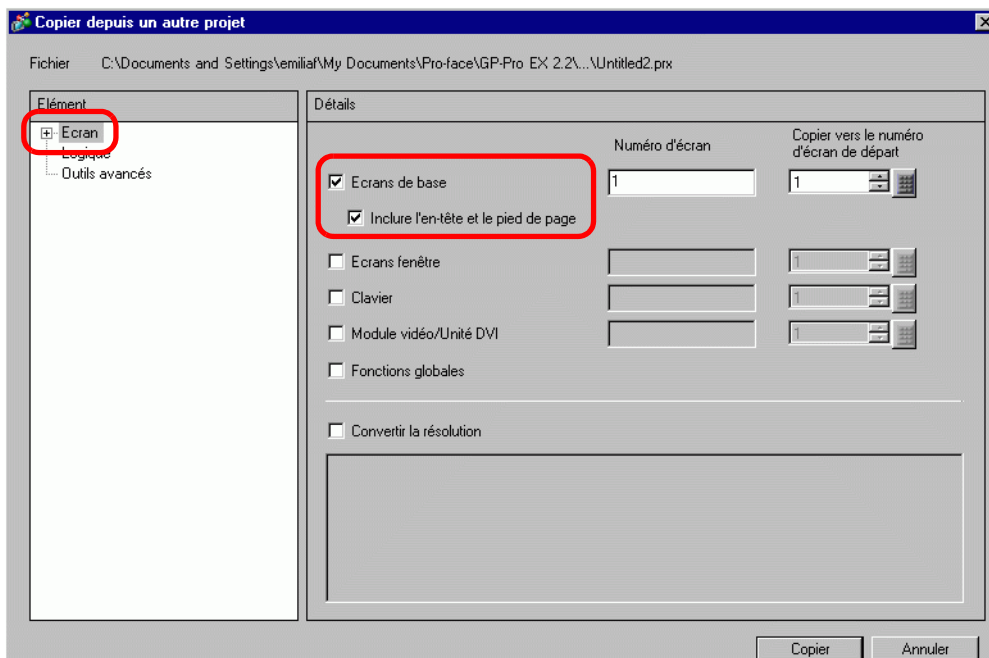 Copier depuis un autre projet
Fichier C:\Documents and Settings\emiliaf\My Documents\Pro-face\GP-Pro EX 2.2\...\Untitled2.prx
Elément
Ecran
Logique
Outils avancés
Détails
Numéro d'écran
Copier vers le numéro
d'écran de départ
Ecrans de base 1 1
Inclure l'en-tête et le pied de page
Ecrans fenêtre 1
Clavier 1
Module vidéo/Unité DVI 1
Fonctions globales
Convertir la résolution
Copier Annuler